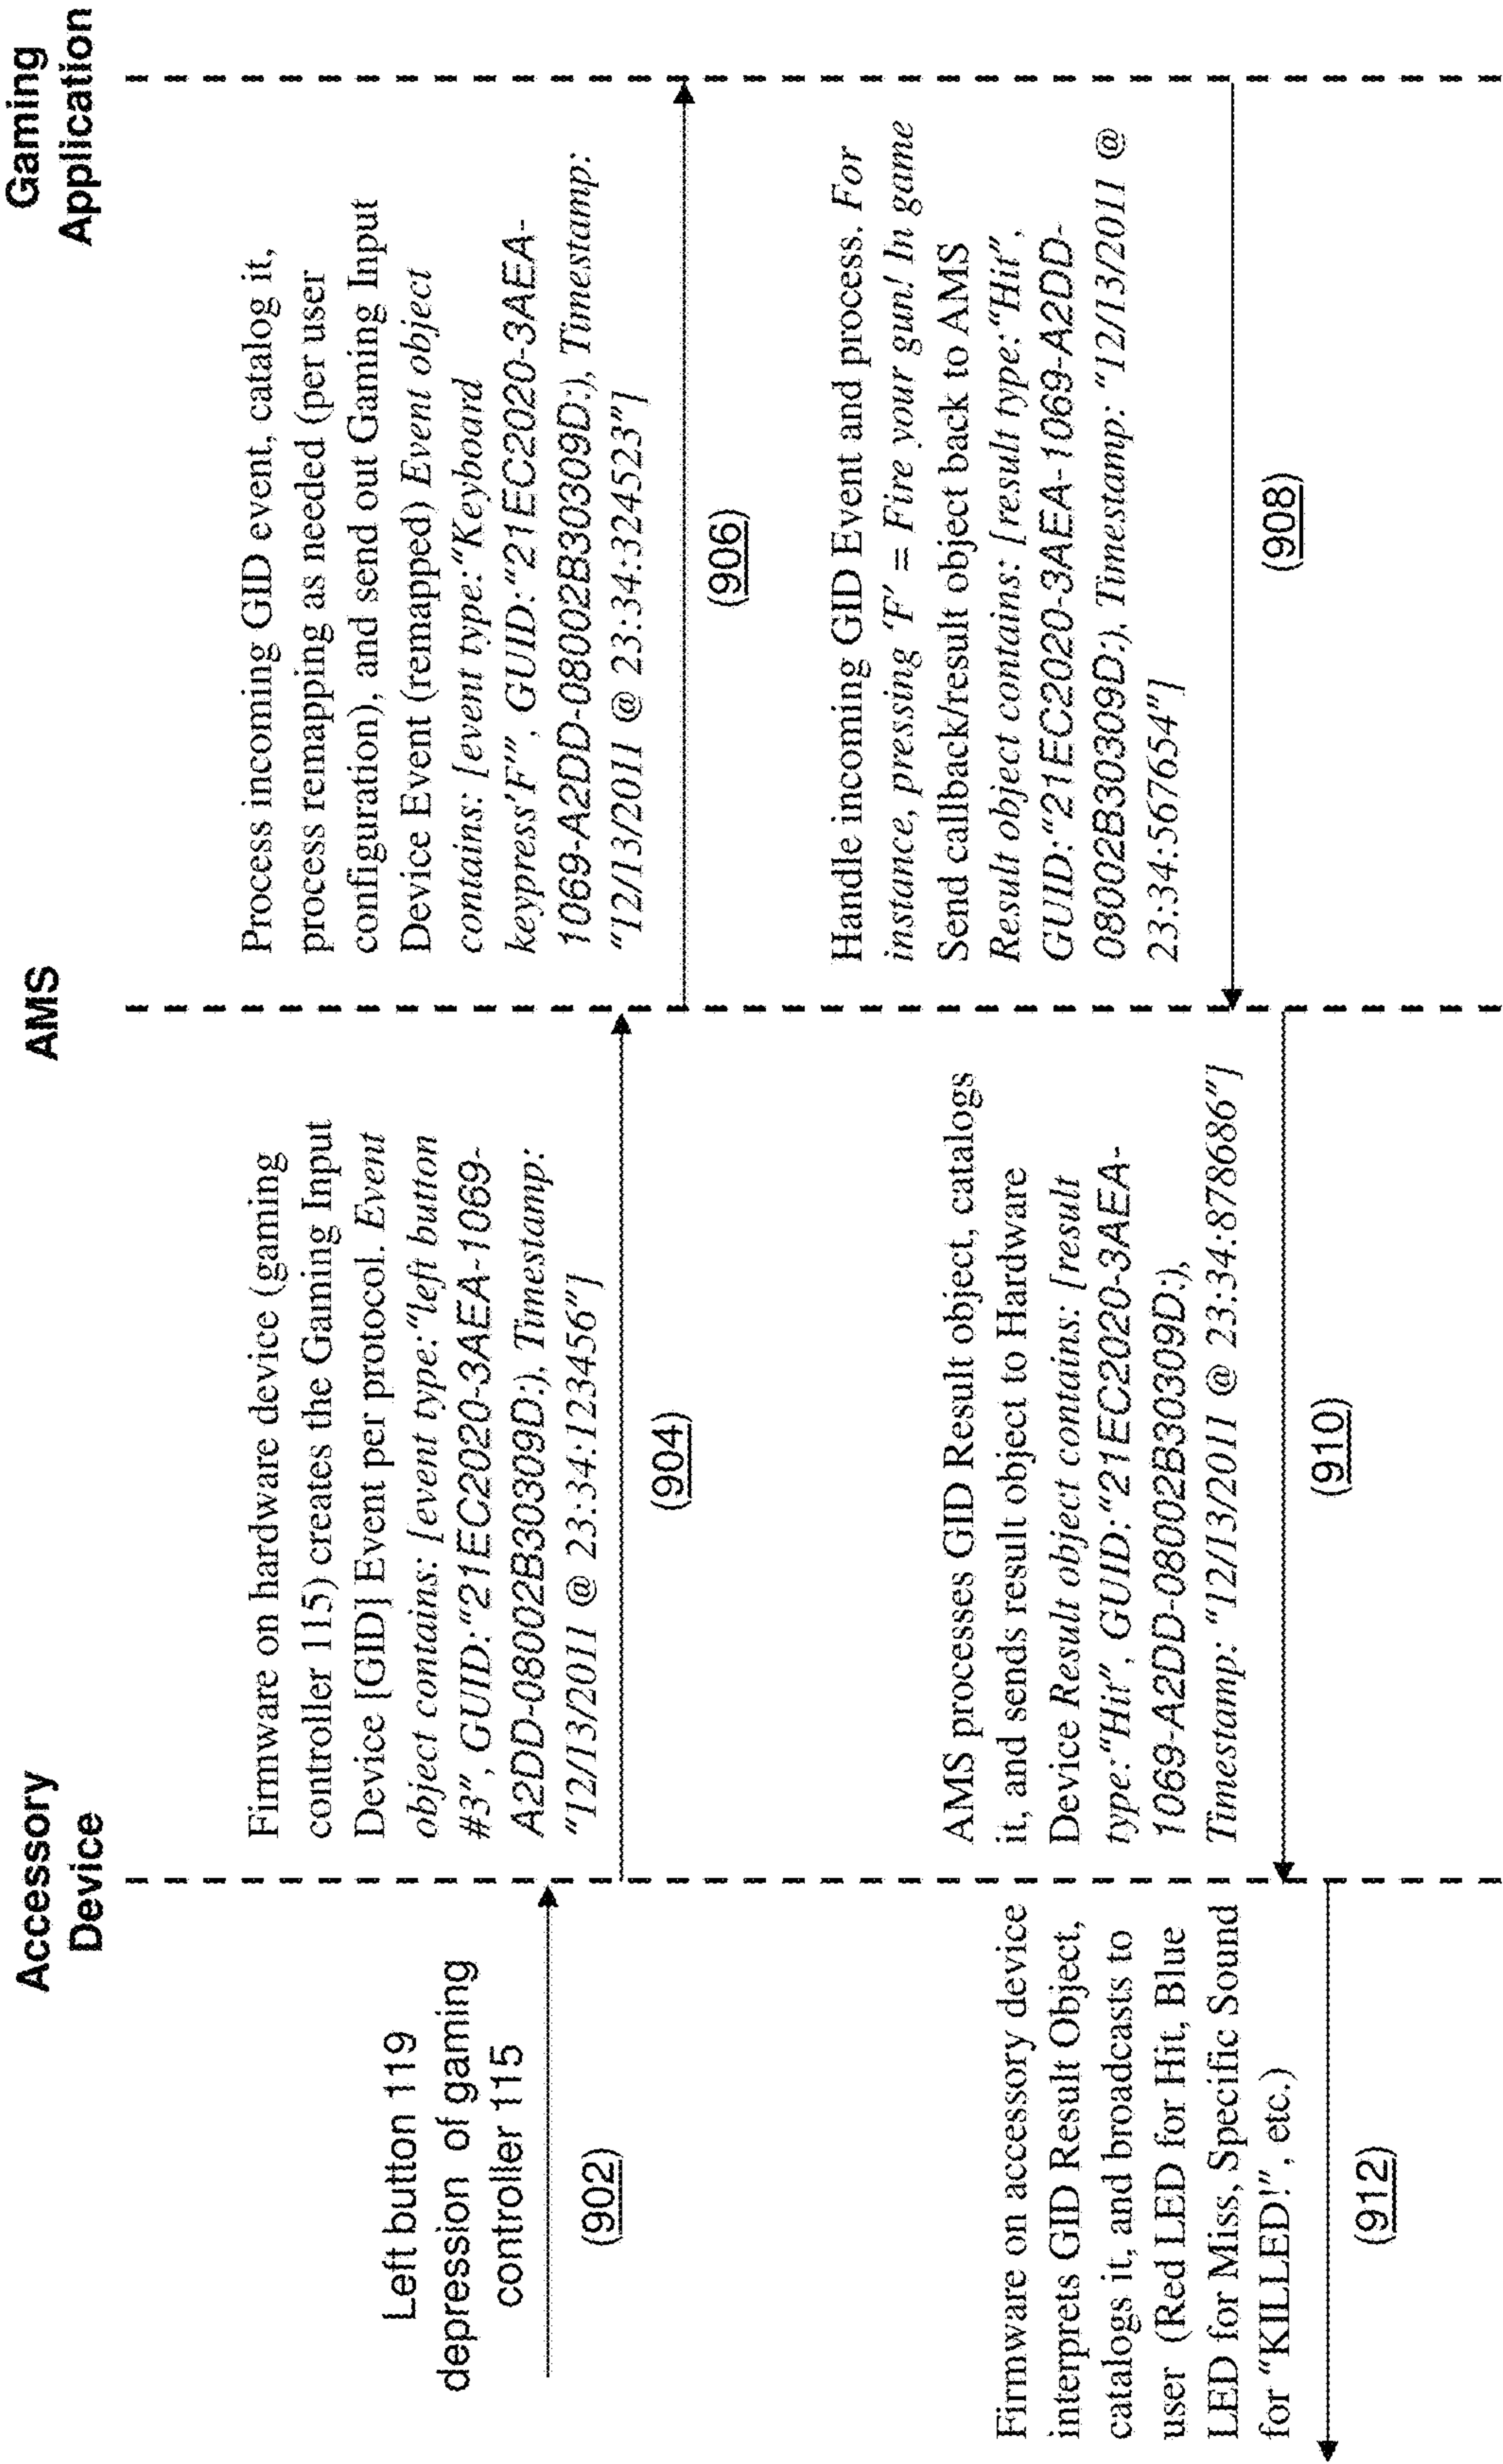 Accessory
Device
AMS
Gaming
Application
Left button 119
depression of gaming
controller 115
(902)
Firmware on hardware device (gaming
controller 115) creates the Gaming Input
Device [GID] Event per protocol. Event
object contains: [event type:"left button
#3", GUID:"21EC2020-3AEA-1069-
A2DD-08002B30309D:), Timestamp:
"12/13/2011 @ 23:34:123456"]
(904)
Process incoming GID event, catalog it,
process remapping as needed (per user
configuration), and send out Gaming Input
Device Event (remapped) Event object
contains: [event type:"Keyboard
keypress'F'", GUID:"21EC2020-3AEA-
1069-A2DD-08002B30309D:), Timestamp:
"12/13/2011 @ 23:34:324523"]
(906)
Handle incoming GID Event and process. For
instance, pressing 'F' = Fire your gun! In game
Send callback/result object back to AMS
Result object contains: [result type:"Hit",
GUID:"21EC2020-3AEA-1069-A2DD-
08002B30309D:), Timestamp: "12/13/2011 @
23:34:567654"]
(908)
AMS processes GID Result object, catalogs
it, and sends result object to Hardware
Device Result object contains: [result
type:"Hit", GUID:"21EC2020-3AEA-
1069-A2DD-08002B30309D:),
Timestamp: "12/13/2011 @ 23:34:878686"]
(910)
Firmware on accessory device
interprets GID Result Object,
catalogs it, and broadcasts to
user (Red LED for Hit, Blue
LED for Miss, Specific Sound
for "KILLED!", etc.)
(912)